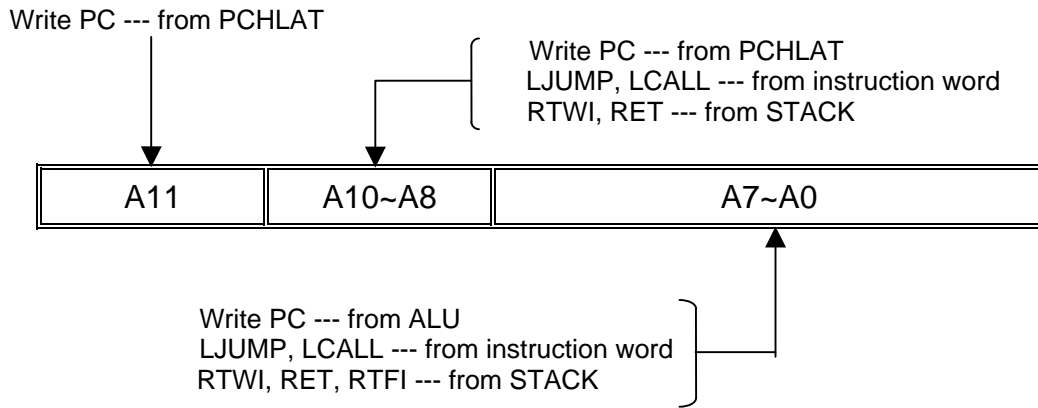 Write PC --- from PCHLAT
Write PC --- from PCHLAT
LJUMP, LCALL --- from instruction word
RTWI, RET --- from STACK
A11
A10~A8
A7~A0
Write PC --- from ALU
LJUMP, LCALL --- from instruction word
RTWI, RET, RTFI --- from STACK